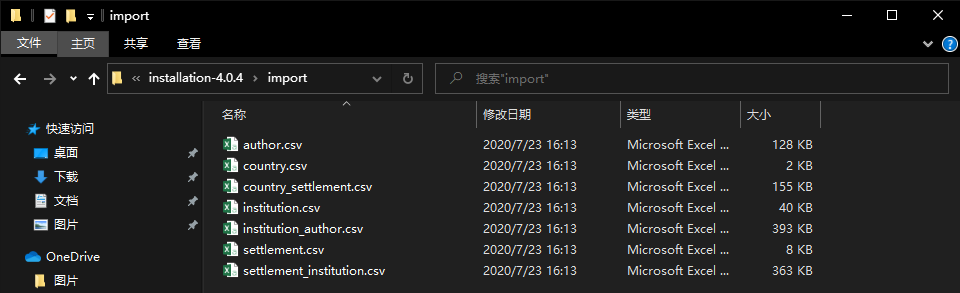 import
文件 主页 共享 查看
« installation-4.0.4 › import 搜索"import"
名称 修改日期 类型 大小
快速访问
桌面
下载
文档
图片
OneDrive
图片
author.csv 2020/7/23 16:13 Microsoft Excel ... 128 KB
country.csv 2020/7/23 16:13 Microsoft Excel ... 2 KB
country_settlement.csv 2020/7/23 16:13 Microsoft Excel ... 155 KB
institution.csv 2020/7/23 16:13 Microsoft Excel ... 40 KB
institution_author.csv 2020/7/23 16:13 Microsoft Excel ... 393 KB
settlement.csv 2020/7/23 16:13 Microsoft Excel ... 8 KB
settlement_institution.csv 2020/7/23 16:13 Microsoft Excel ... 363 KB